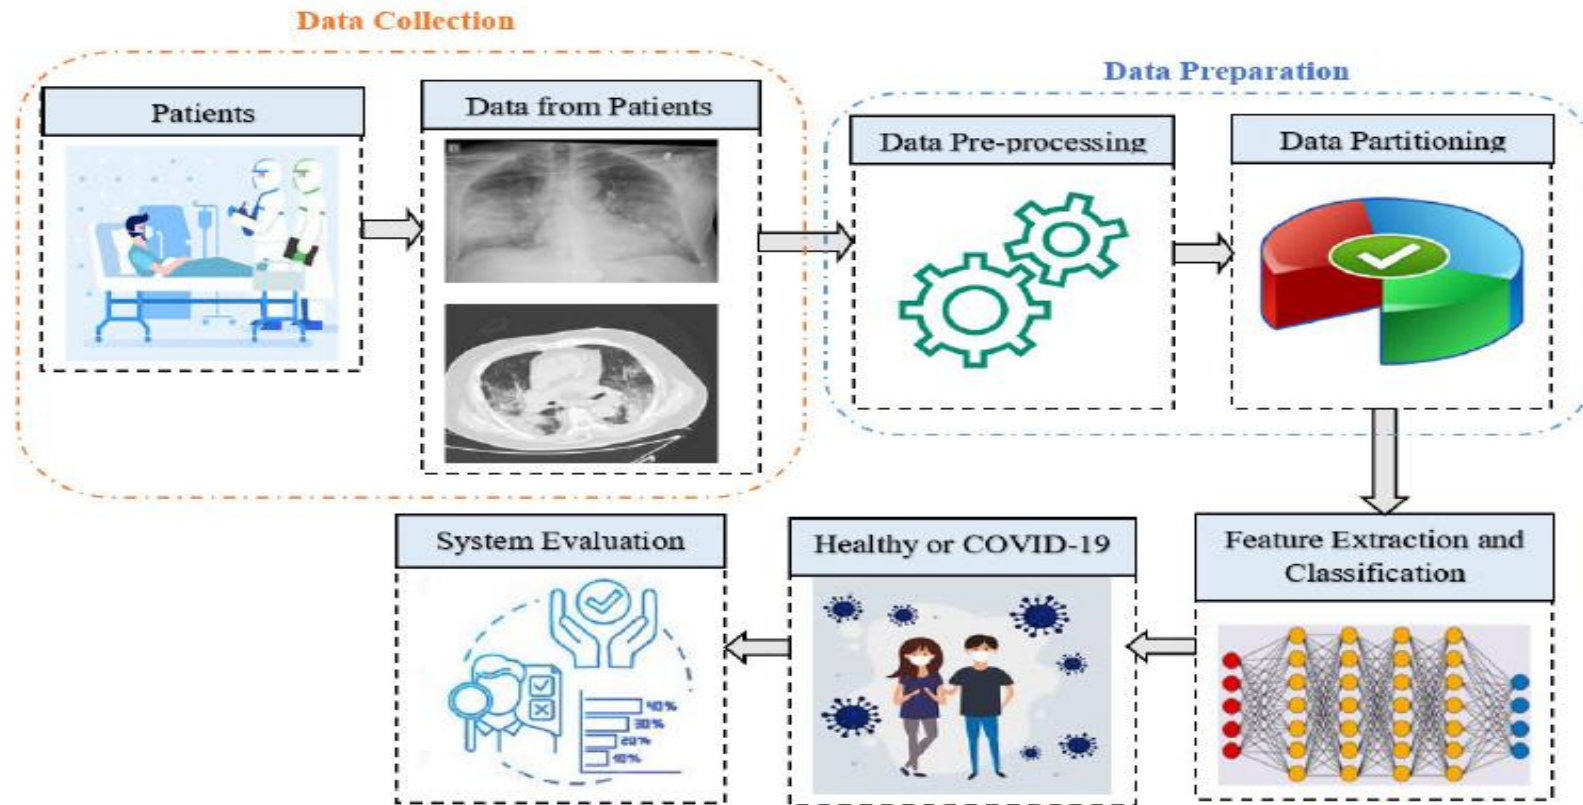 Data Collection
Data Preparation
Patients
Data from Patients
Data Pre-processing
Data Partitioning
System Evaluation
Healthy or COVID-19
Feature Extraction and
Classification
40%
30%
20%
10%